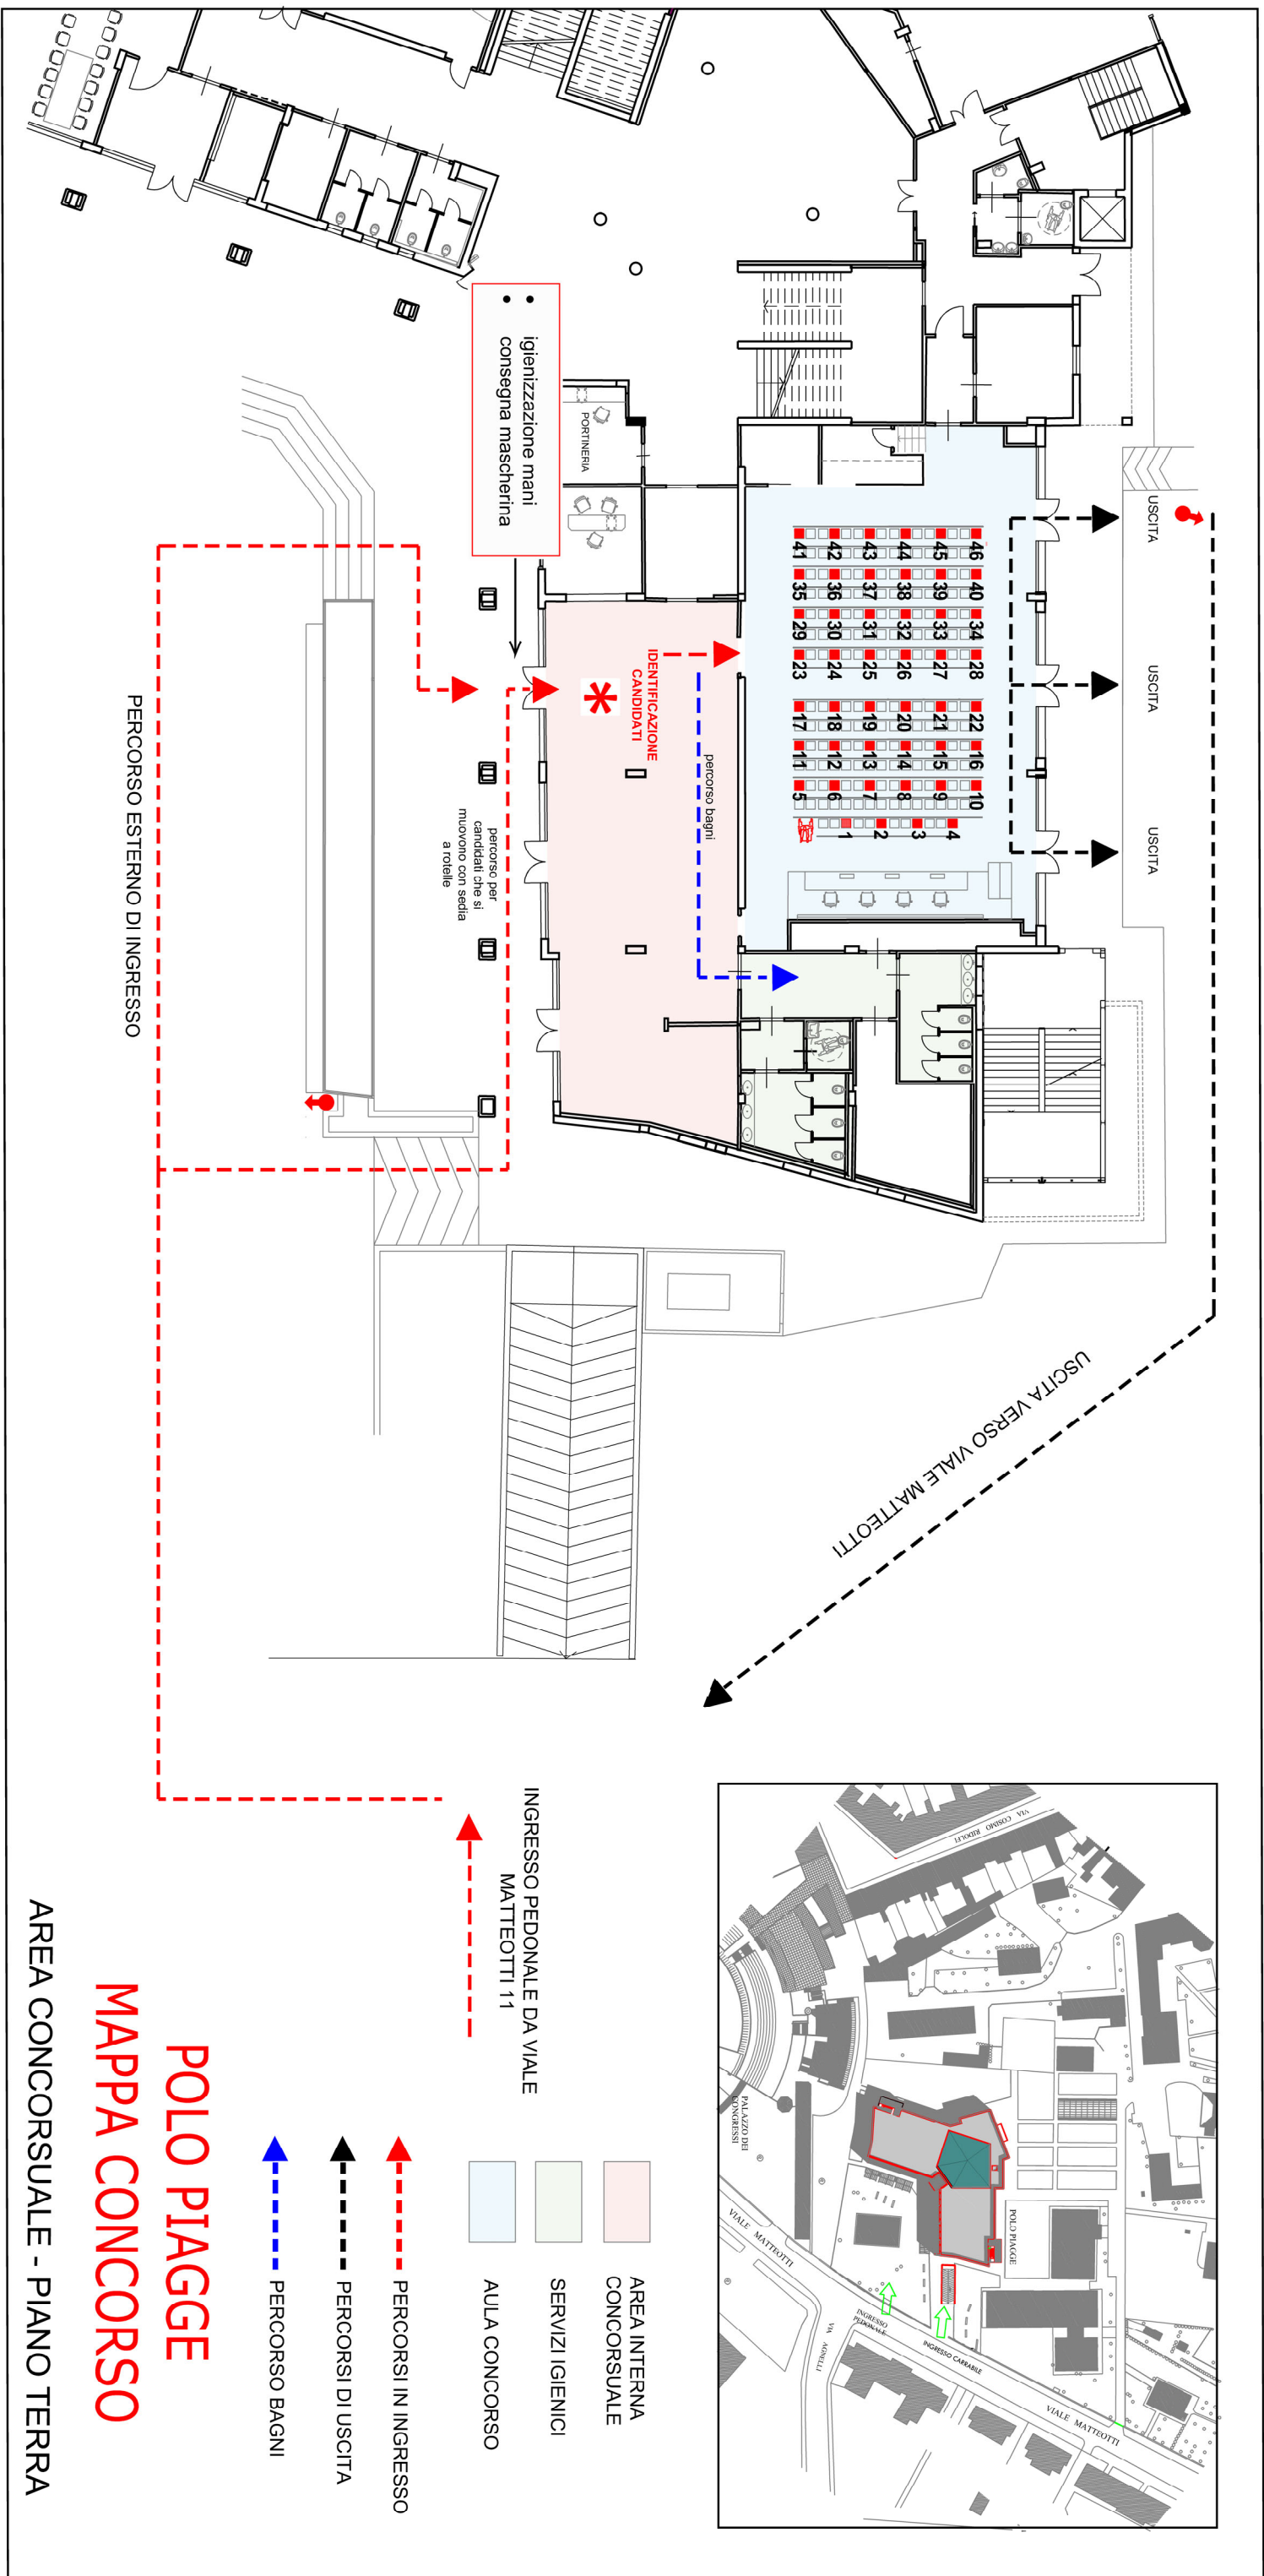 USCITA
USCITA
USCITA
41 42 43 44 45 46
35 36 37 38 39 40
29 30 31 32 33 34
23 24 25 26 27 28
17 18 19 20 21 22
11 12 13 14 15 16
5 6 7 8 9 10
1 2 3 4
PORTINERIA
igienizzazione mani
consegna mascherina
IDENTIFICAZIONE
CANDIDATI
percorso bagni
percorso per
candidati che si
muovono con sedia
a rotelle
PERCORSO ESTERNO DI INGRESSO
USCITA VERSO VIALE MATTEOTTI
INGRESSO PEDONALE DA VIALE
MATTEOTTI 11
VIA COSIMO RIDOLFI
PALAZZO DEI
CONGRESSI
POLO PIAGGE
VIALE MATTEOTTI
INGRESSO
PEDONALE
INGRESSO CARRABILE
VIA AGNELLI
VIALE MATTEOTTI
AREA INTERNA
CONCORSUALE
SERVIZI IGIENICI
AULA CONCORSO
PERCORSI IN INGRESSO
PERCORSI DI USCITA
PERCORSO BAGNI
POLO PIAGGE
MAPPA CONCORSO
AREA CONCORSUALE - PIANO TERRA